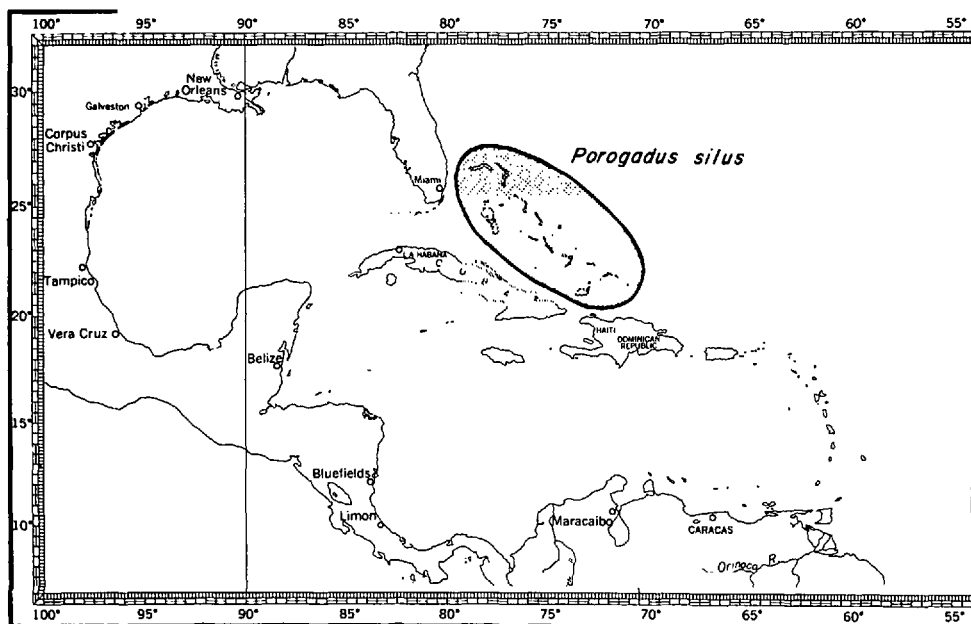 100° 95° 90° 85° 80° 75° 70° 65° 60° 55°
30°
25°
20°
15°
10°
New
Orleans
Galveston
Corpus
Christi
Miami
Porogadus silus
LA HABANA
Tampico
Vera Cruz
Belize
HAITI
DOMINICAN
REPUBLIC
Bluefields
Limon
Maracaibo
CARACAS
Orinoco R.
100° 95° 90° 85° 80° 75° 70° 65° 60° 55°